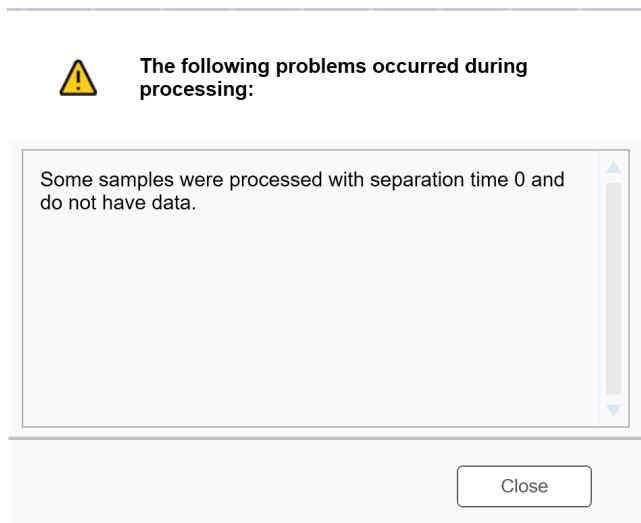 The following problems occurred during
processing:
Some samples were processed with separation time 0 and
do not have data.
Close